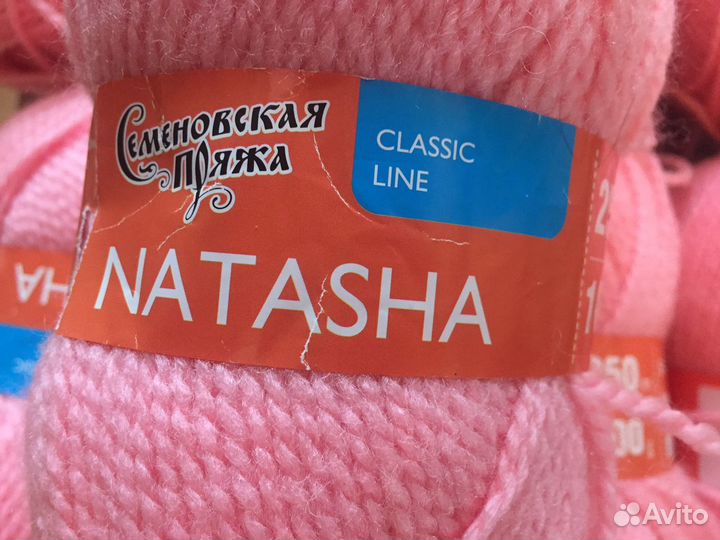 Семеновская
Пряжа
CLASSIC
LINE
NATASHA
Avito